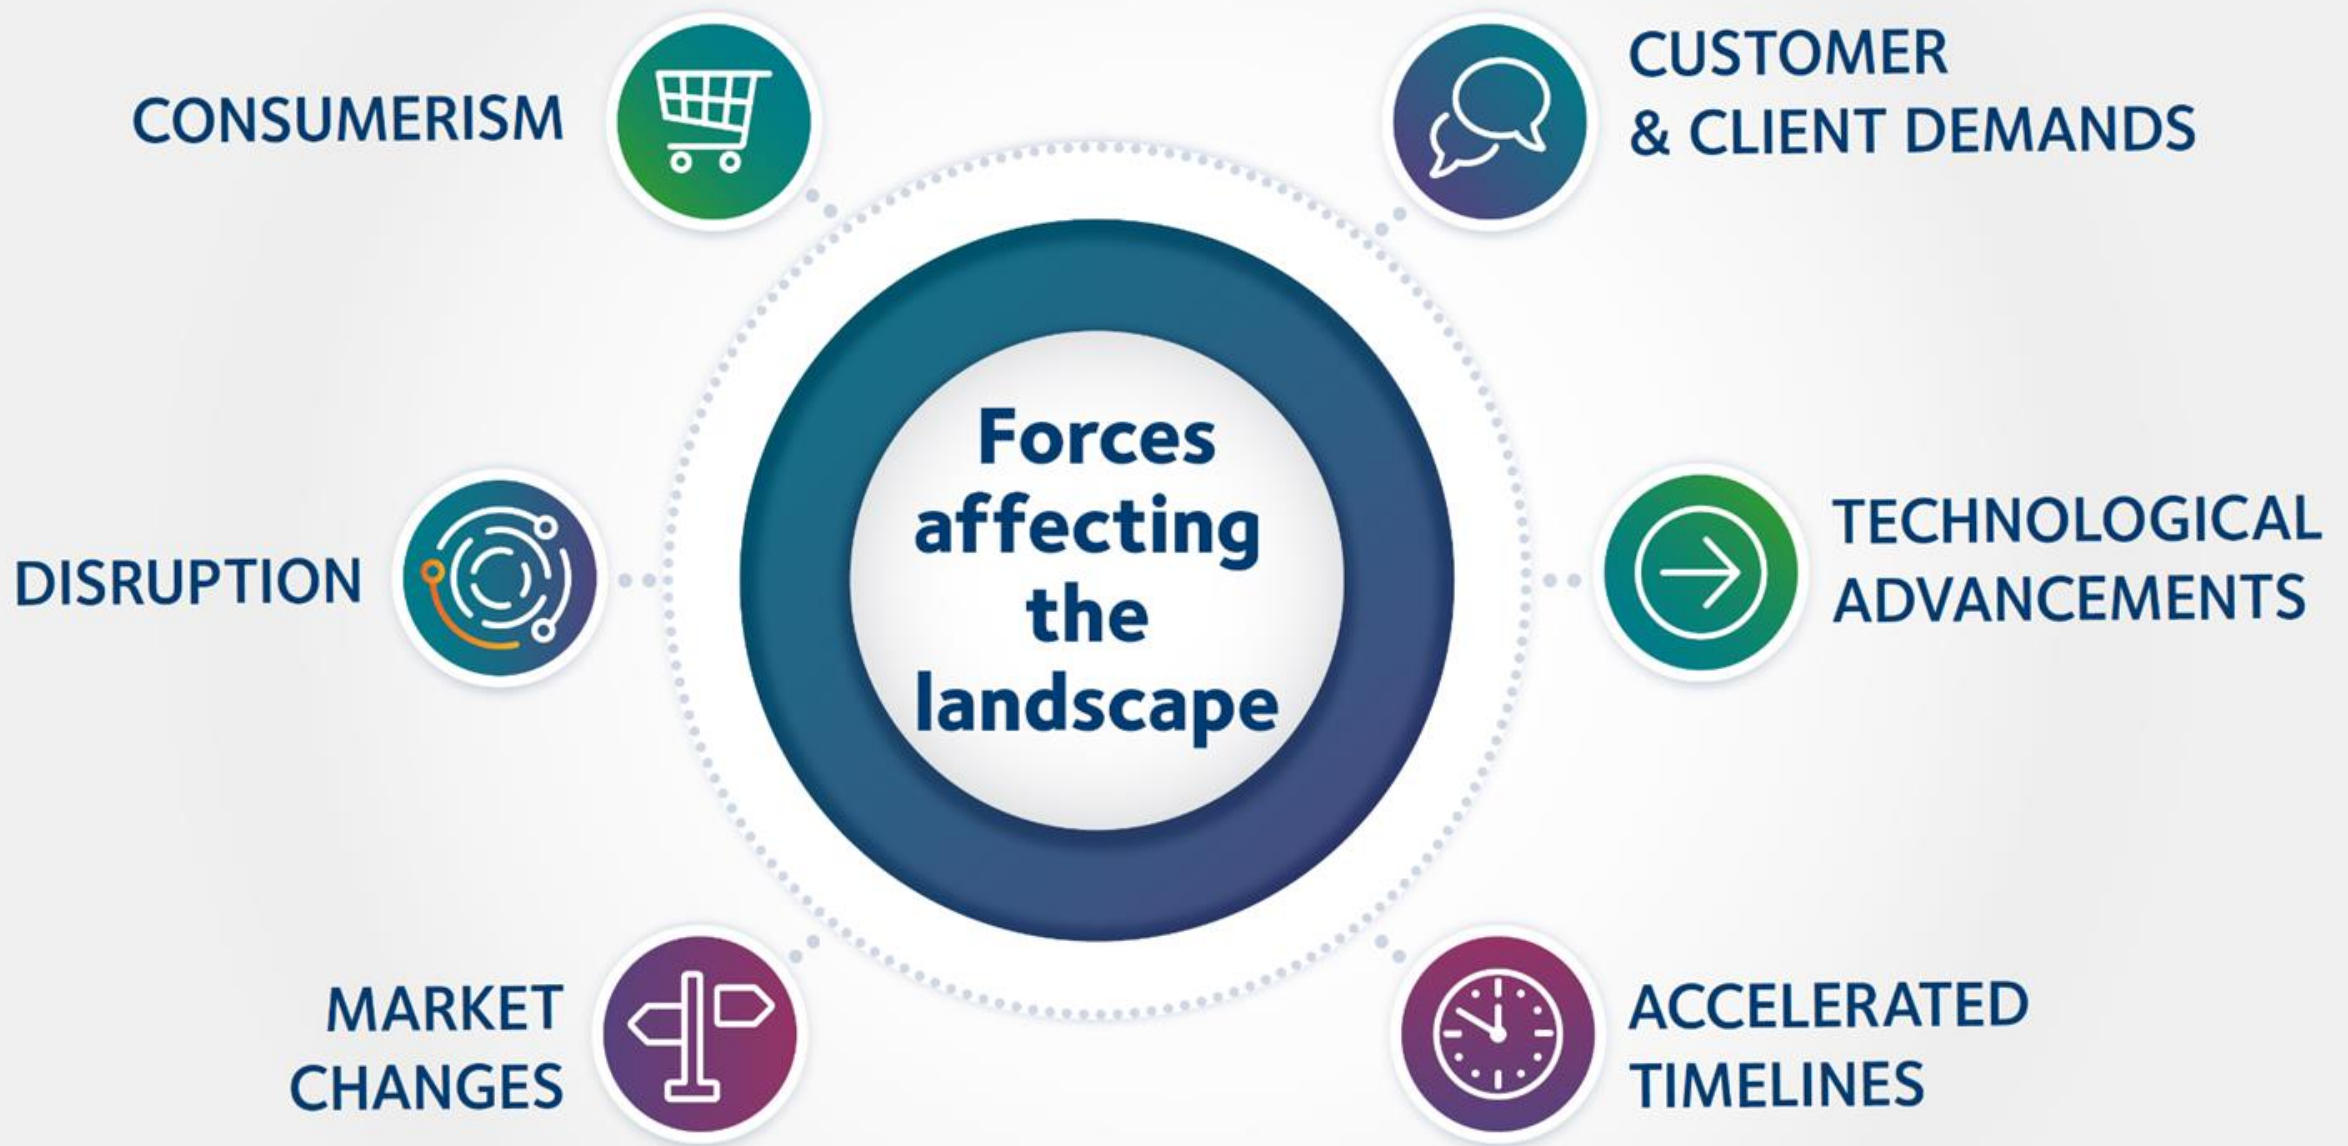 CONSUMERISM
CUSTOMER
& CLIENT DEMANDS
Forces
affecting
the
landscape
DISRUPTION
TECHNOLOGICAL
ADVANCEMENTS
MARKET
CHANGES
ACCELERATED
TIMELINES